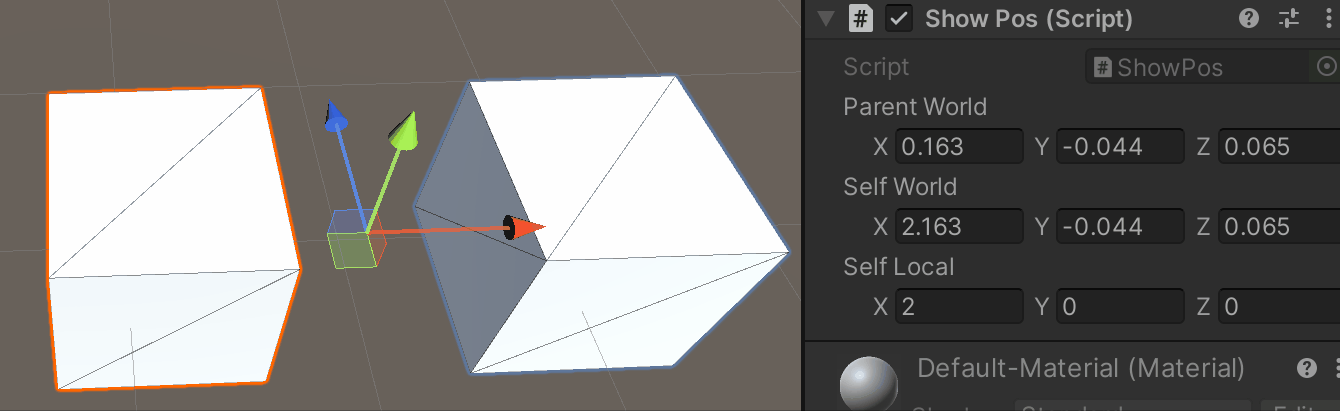 # Show Pos (Script)
Script # ShowPos
Parent World
X 0.163 Y -0.044 Z 0.065
Self World
X 2.163 Y -0.044 Z 0.065
Self Local
X 2 Y 0 Z 0
Default-Material (Material)